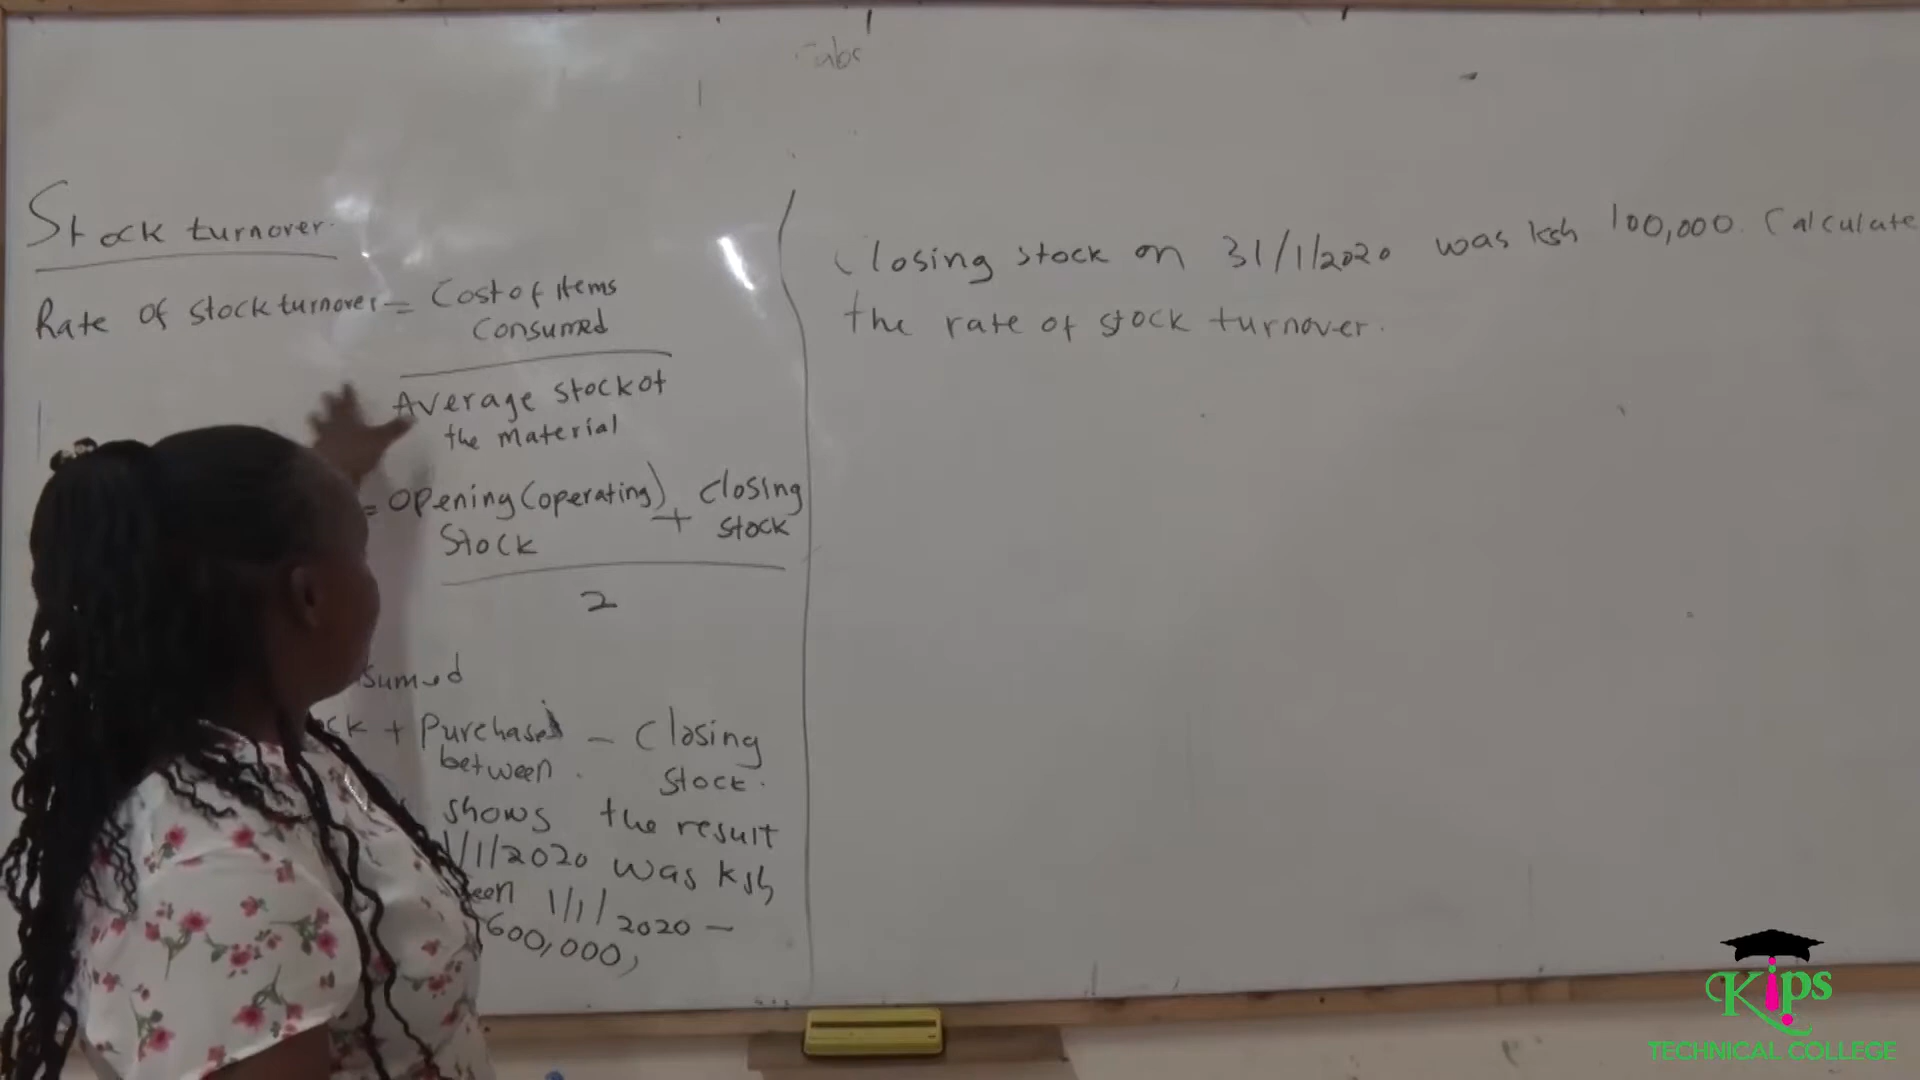 Stock turnover.
Rate of stock turnover = Cost of items
Consumed
Average stock of
the material
= Opening (operating) + closing
Stock stock
2
sumed
ck + Purchases - Closing
between . Stock.
shows the result
1/1/2020 was ksh
een 1/1/2020 -
600,000,
Closing stock on 31/1/2020 was ksh 100,000. Calculate
the rate of stock turnover.
Kips
TECHNICAL COLLEGE